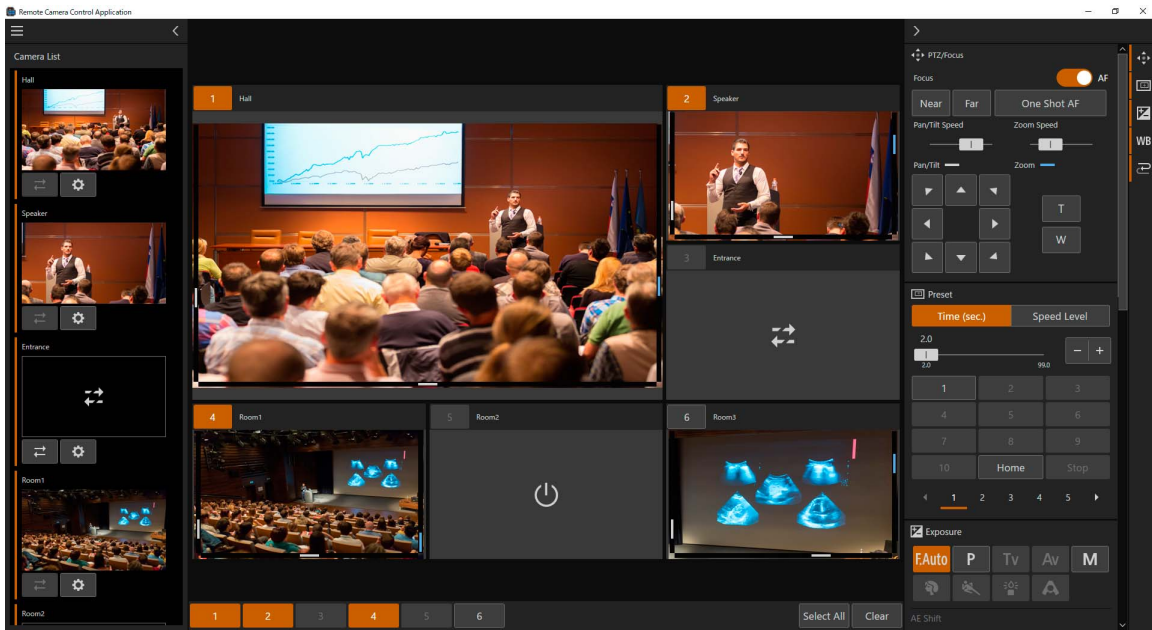 Remote Camera Control Application
Camera List
Hall
Speaker
Entrance
Room1
Room2
1 Hall
2 Speaker
3 Entrance
4 Room1
5 Room2
6 Room3
1 2 3 4 5 6 Select All Clear
PTZ/Focus
Focus AF
Near Far One Shot AF
Pan/Tilt Speed Zoom Speed
Pan/Tilt Zoom
T
W
Preset
Time (sec.) Speed Level
2.0
2.0 99.0
1 2 3
4 5 6
7 8 9
10 Home Stop
1 2 3 4 5
Exposure
F.Auto P Tv Av M
AE Shift
WB